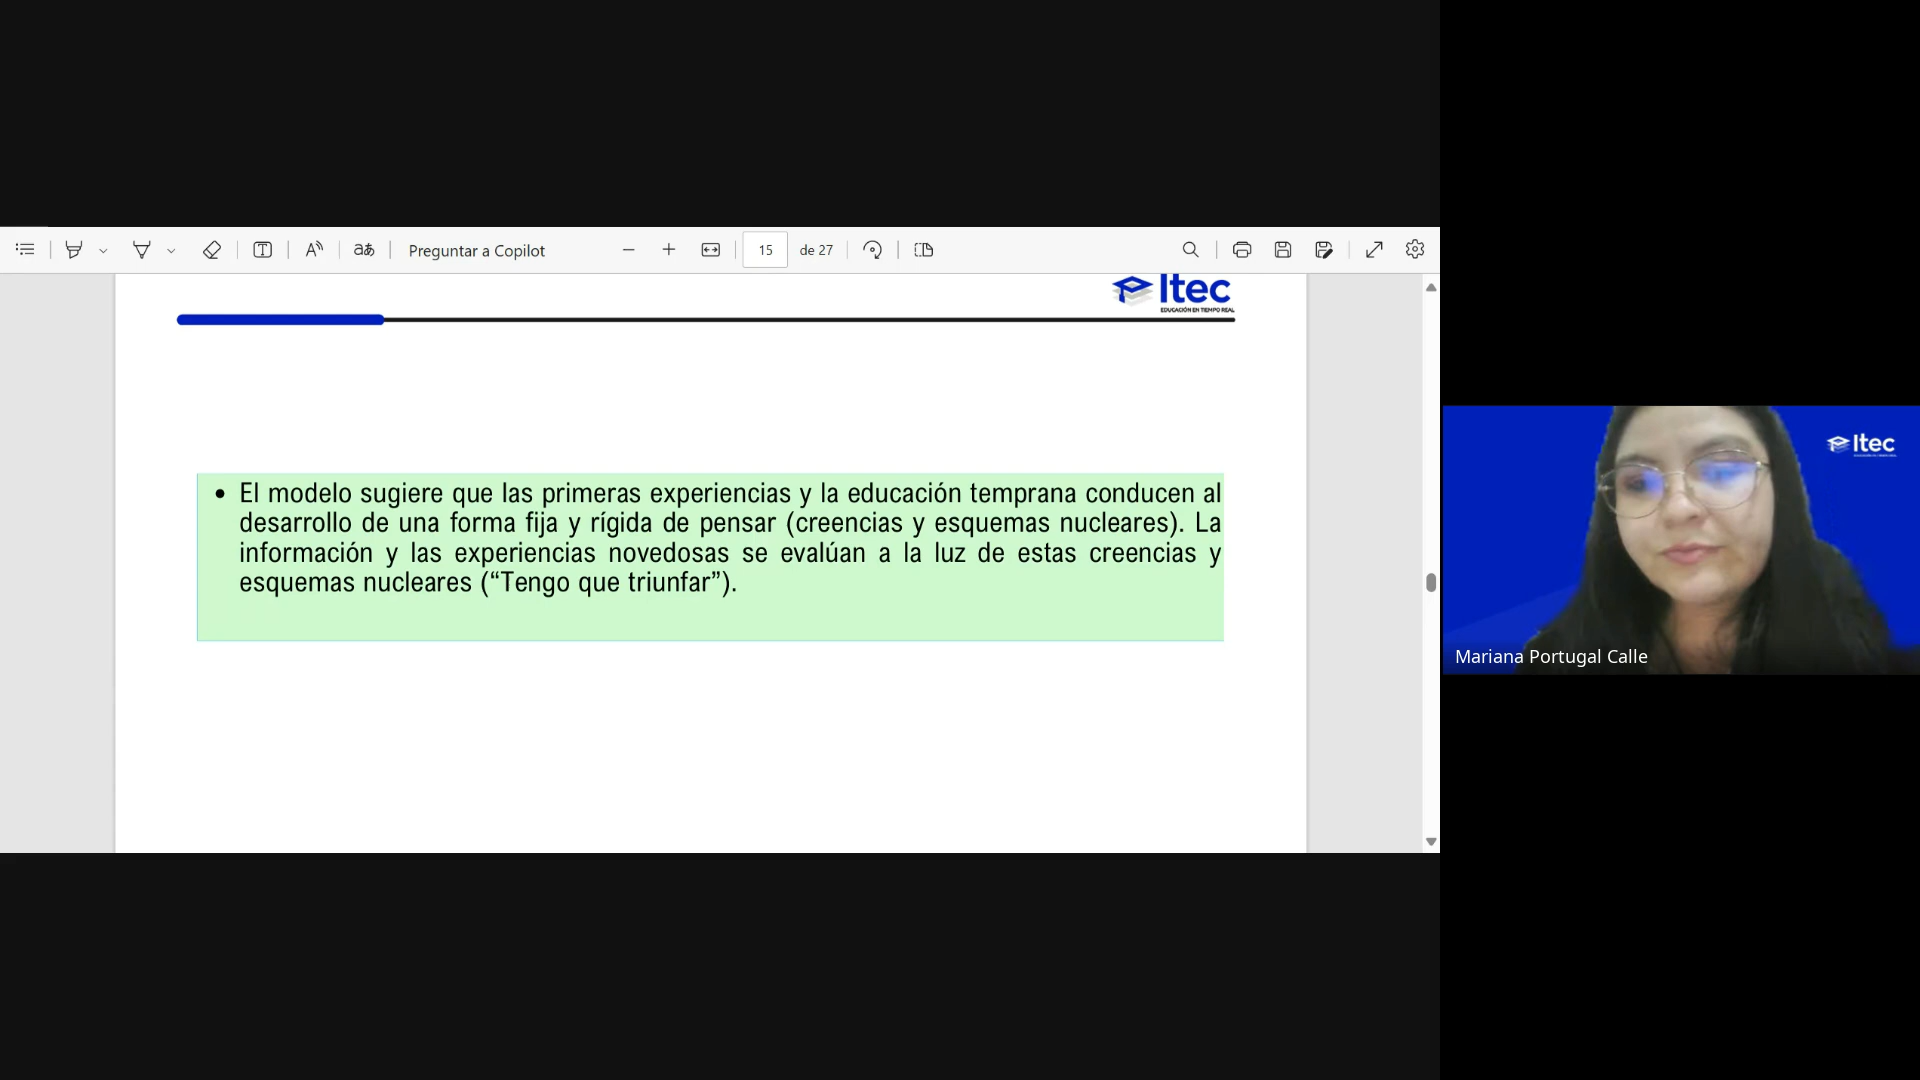 Preguntar a Copilot
15
de 27
Itec
EDUCACIÓN EN TIEMPO REAL
• El modelo sugiere que las primeras experiencias y la educación temprana conducen al
desarrollo de una forma fija y rígida de pensar (creencias y esquemas nucleares). La
información y las experiencias novedosas se evalúan a la luz de estas creencias y
esquemas nucleares (“Tengo que triunfar”).
Itec
Mariana Portugal Calle